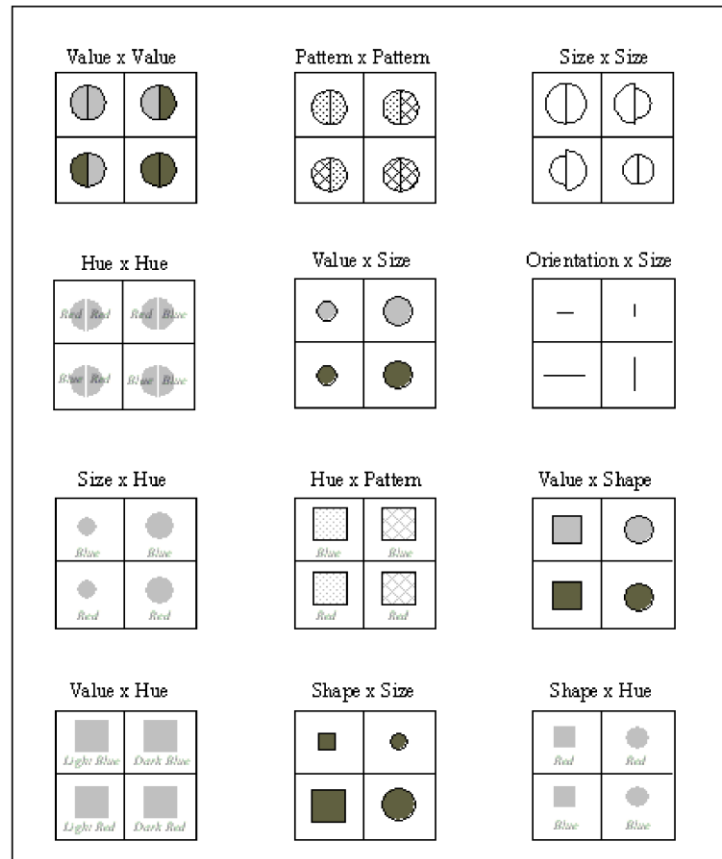 Value x Value
Pattern x Pattern
Size x Size
Hue x Hue
Value x Size
Orientation x Size
Red Red Red Blue
Blue Red Blue Blue
Size x Hue
Hue x Pattern
Value x Shape
Blue Blue
Blue Blue
Red Red
Red Red
Value x Hue
Shape x Size
Shape x Hue
Light Blue Dark Blue
Red Red
Light Red Dark Red
Blue Blue